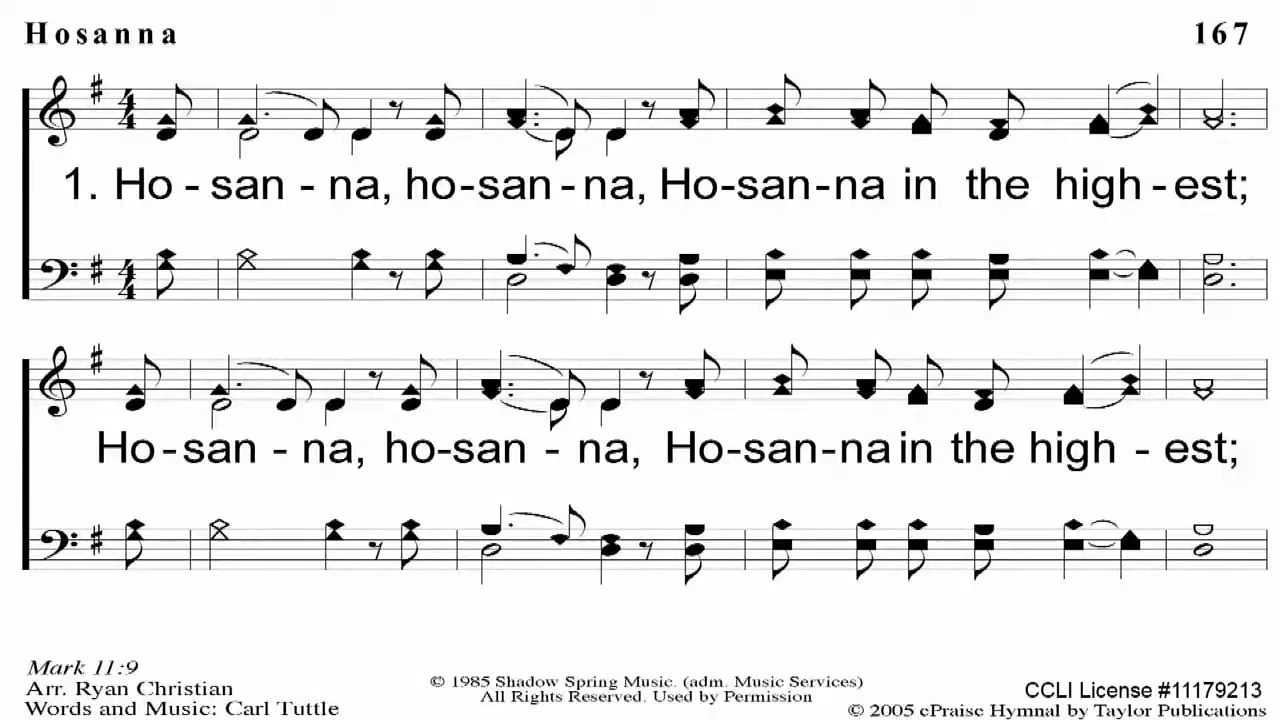 Hosanna 167
1. Ho - san - na, ho-san-na, Ho-san-na in the high-est;
Ho-san - na, ho-san - na, Ho-san-na in the high - est;
Mark 11:9
Arr. Ryan Christian
Words and Music: Carl Tuttle
© 1985 Shadow Spring Music. (adm. Music Services)
All Rights Reserved. Used by Permission
CCLI License #11179213
© 2005 ePraise Hymnal by Taylor Publications